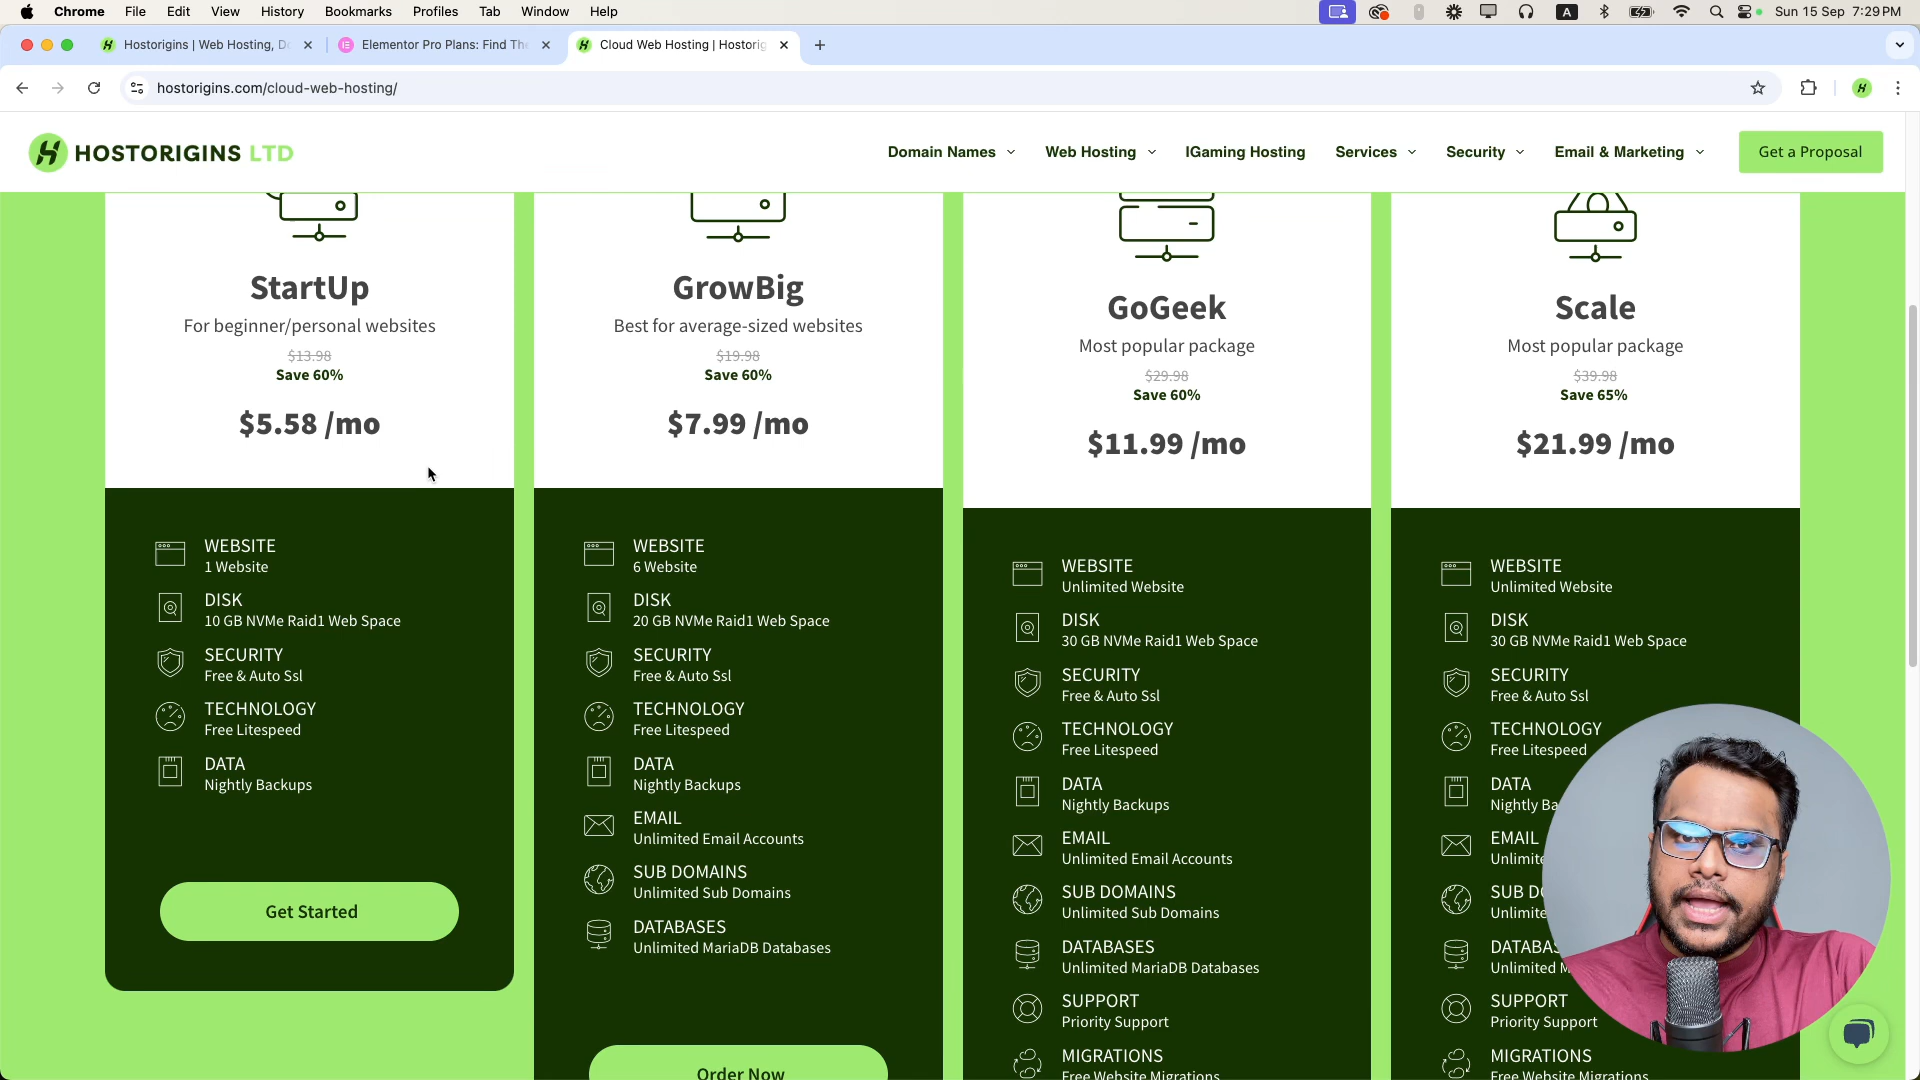 Chrome File Edit View History Bookmarks Profiles Tab Window Help
A Sun 15 Sep 7:29 PM
Hostorigins | Web Hosting, Do
Elementor Pro Plans: Find The
Cloud Web Hosting | Hostorig
hostorigins.com/cloud-web-hosting/
HOSTORIGINS LTD
Domain Names Web Hosting IGaming Hosting Services Security Email & Marketing Get a Proposal
StartUp
For beginner/personal websites
$13.98
Save 60%
$5.58 /mo
WEBSITE
1 Website
DISK
10 GB NVMe Raid1 Web Space
SECURITY
Free & Auto Ssl
TECHNOLOGY
Free Litespeed
DATA
Nightly Backups
Get Started
GrowBig
Best for average-sized websites
$19.98
Save 60%
$7.99 /mo
WEBSITE
6 Website
DISK
20 GB NVMe Raid1 Web Space
SECURITY
Free & Auto Ssl
TECHNOLOGY
Free Litespeed
DATA
Nightly Backups
EMAIL
Unlimited Email Accounts
SUB DOMAINS
Unlimited Sub Domains
DATABASES
Unlimited MariaDB Databases
Order Now
GoGeek
Most popular package
$29.98
Save 60%
$11.99 /mo
WEBSITE
Unlimited Website
DISK
30 GB NVMe Raid1 Web Space
SECURITY
Free & Auto Ssl
TECHNOLOGY
Free Litespeed
DATA
Nightly Backups
EMAIL
Unlimited Email Accounts
SUB DOMAINS
Unlimited Sub Domains
DATABASES
Unlimited MariaDB Databases
SUPPORT
Priority Support
MIGRATIONS
Free Website Migrations
Scale
Most popular package
$39.98
Save 65%
$21.99 /mo
WEBSITE
Unlimited Website
DISK
30 GB NVMe Raid1 Web Space
SECURITY
Free & Auto Ssl
TECHNOLOGY
Free Litespeed
DATA
Nightly
EMAIL
SUB
SUPPORT
Priority Support
MIGRATIONS
Free Website Migrations